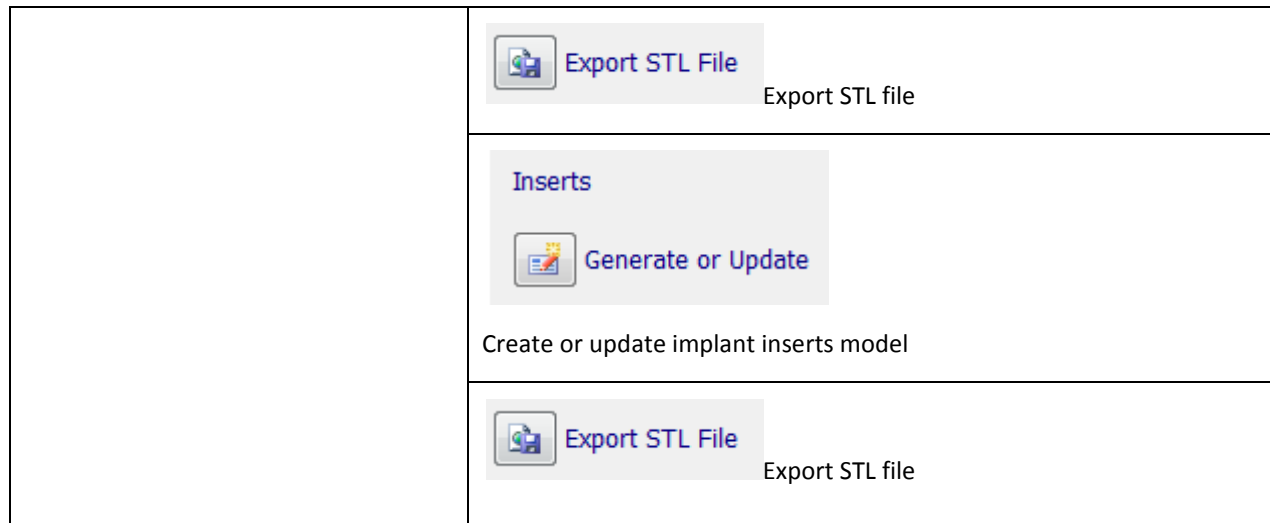 Export STL File
Export STL file
Inserts
Generate or Update
Create or update implant inserts model
Export STL File
Export STL file